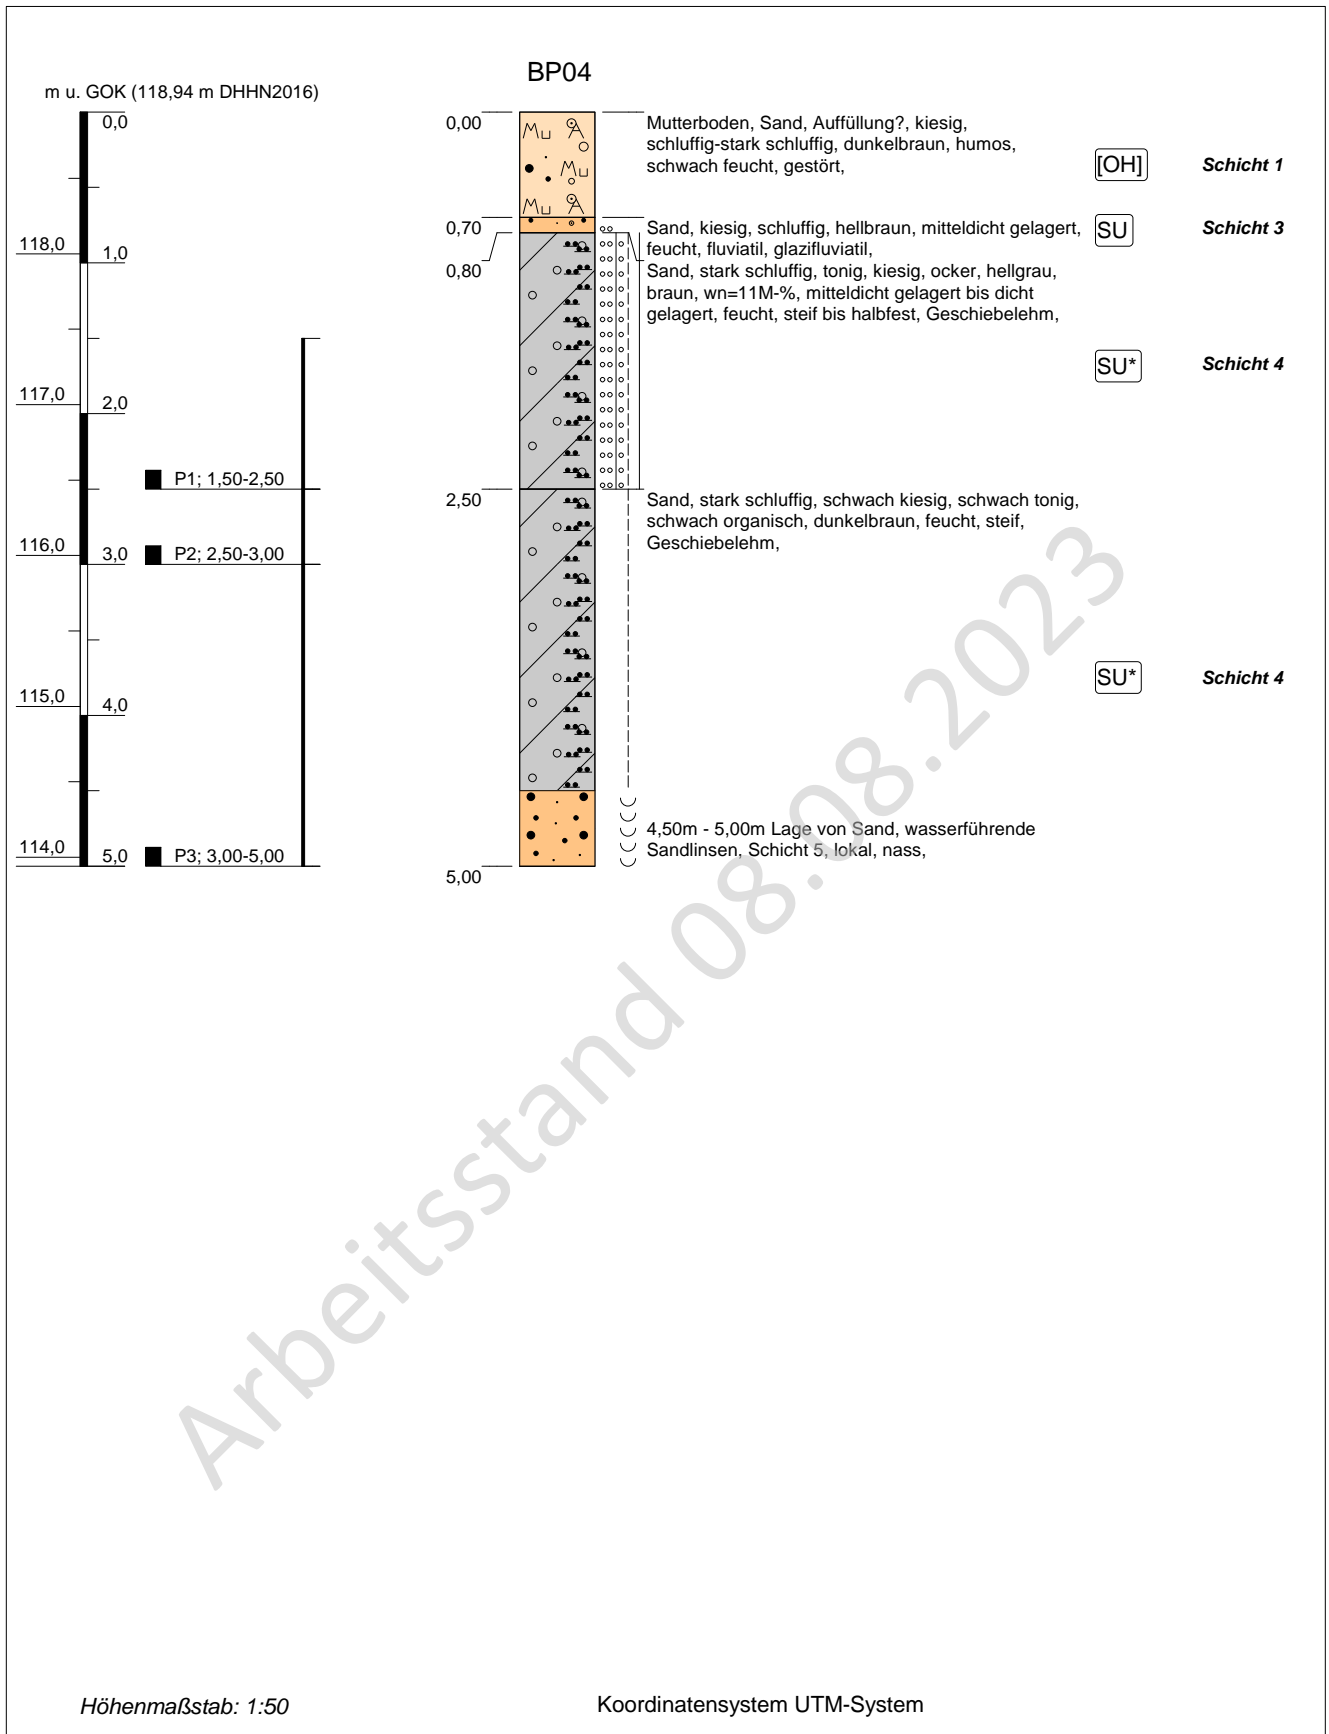 BP04
m u. GOK (118,94 m DHHN2016)
0,0
1,0
2,0
3,0
4,0
5,0
118,0
117,0
116,0
115,0
114,0
P1; 1,50-2,50
P2; 2,50-3,00
P3; 3,00-5,00
0,00
0,70
0,80
2,50
5,00
Mu A
Mu
Mu A
Mutterboden, Sand, Auffüllung?, kiesig,
schluffig-stark schluffig, dunkelbraun, humos,
schwach feucht, gestört,
[OH] Schicht 1
Sand, kiesig, schluffig, hellbraun, mitteldicht gelagert,
feucht, fluviatil, glazifluviatil,
SU Schicht 3
Sand, stark schluffig, tonig, kiesig, ocker, hellgrau,
braun, wn=11M-%, mitteldicht gelagert bis dicht
gelagert, feucht, steif bis halbfest, Geschiebelehm,
SU* Schicht 4
Sand, stark schluffig, schwach kiesig, schwach tonig,
schwach organisch, dunkelbraun, feucht, steif,
Geschiebelehm,
SU* Schicht 4
4,50m - 5,00m Lage von Sand, wasserführende
Sandlinsen, Schicht 5, lokal, nass,
Arbeitsstand 08.08.2023
Höhenmaßstab: 1:50
Koordinatensystem UTM-System